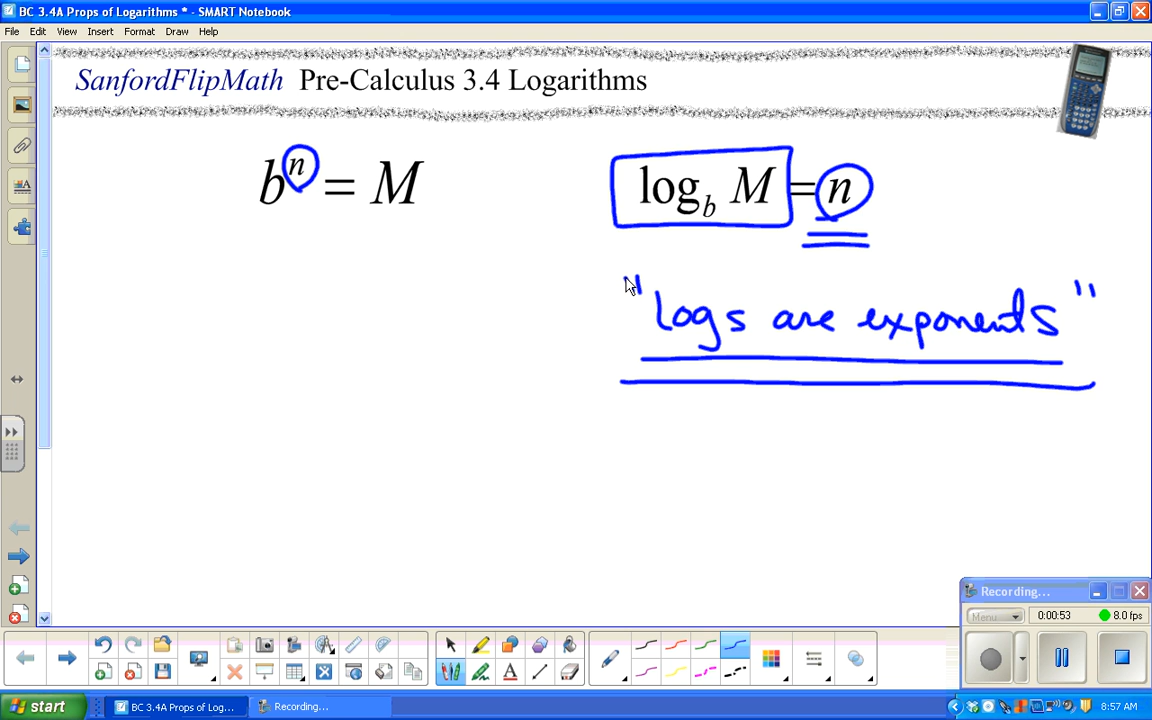 BC 3.4A Props of Logarithms * - SMART Notebook
File Edit View Insert Format Draw Help
SanfordFlipMath Pre-Calculus 3.4 Logarithms
bⁿ = M
log_b M = n
"logs are exponents"
Recording...
Menu
0:00:53
8.0 fps
start
BC 3.4A Props of Log...
Recording...
8:57 AM